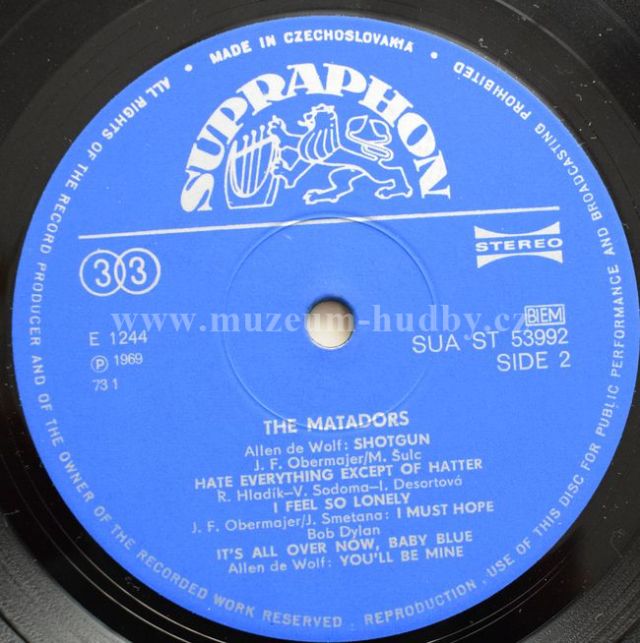 ALL RIGHTS OF THE RECORD PRODUCER AND OF THE OWNER OF THE RECORDED WORK RESERVED . REPRODUCTION, USE OF THIS DISC FOR PUBLIC PERFORMANCE AND BROADCASTING PROHIBITED
• MADE IN CZECHOSLOVAKIA •
SUPRAPHON
33
STEREO
www.muzeum-hudby.cz
BIEM
E 1244
SUA ST 53992
℗ 1969
SIDE 2
73 1
THE MATADORS
Allen de Wolf: SHOTGUN
J. F. Obermajer/M. Šulc
HATE EVERYTHING EXCEPT OF HATTER
R. Hladík–V. Sodoma–I. Desortová
I FEEL SO LONELY
J. F. Obermajer/J. Smetana: I MUST HOPE
Bob Dylan
IT'S ALL OVER NOW, BABY BLUE
Allen de Wolf: YOU'LL BE MINE